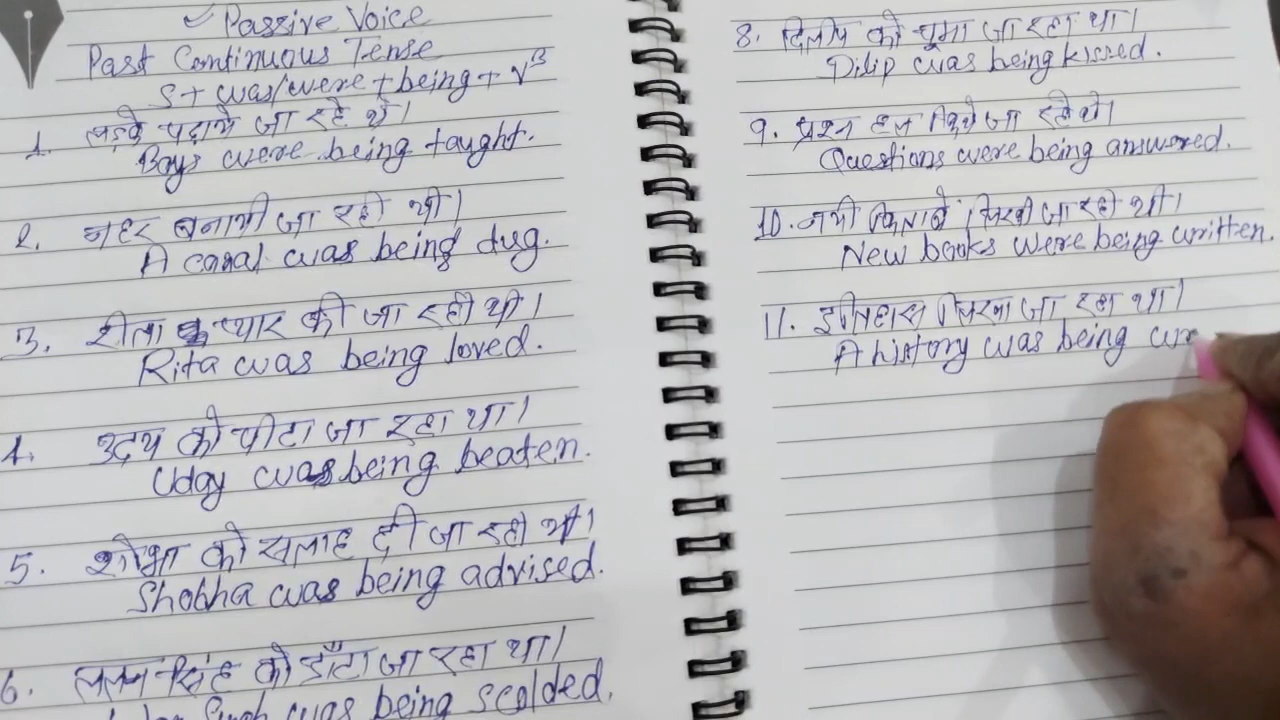 Passive Voice
Past Continuous Tense
S + was/were + being + V3
1. लड़के पढ़ाये जा रहे थे।
Boys were being taught.
2. नहर बनायी जा रही थी।
A canal was being dug.
3. रीता प्यार की जा रही थी।
Rita was being loved.
4. उदय को पीटा जा रहा था।
Uday was being beaten.
5. शोभा को सलाह दी जा रही थी।
Shobha was being advised.
6. ललन सिंह को डाँटा जा रहा था।
Singh was being scolded.
8. दिलीप को चूमा जा रहा था।
Dilip was being kissed.
9. प्रश्न हल किये जा रहे थे।
Questions were being answered.
10. नयी किताबें लिखी जा रही थी।
New books were being written.
11. इतिहास लिखा जा रहा था।
A history was being wr